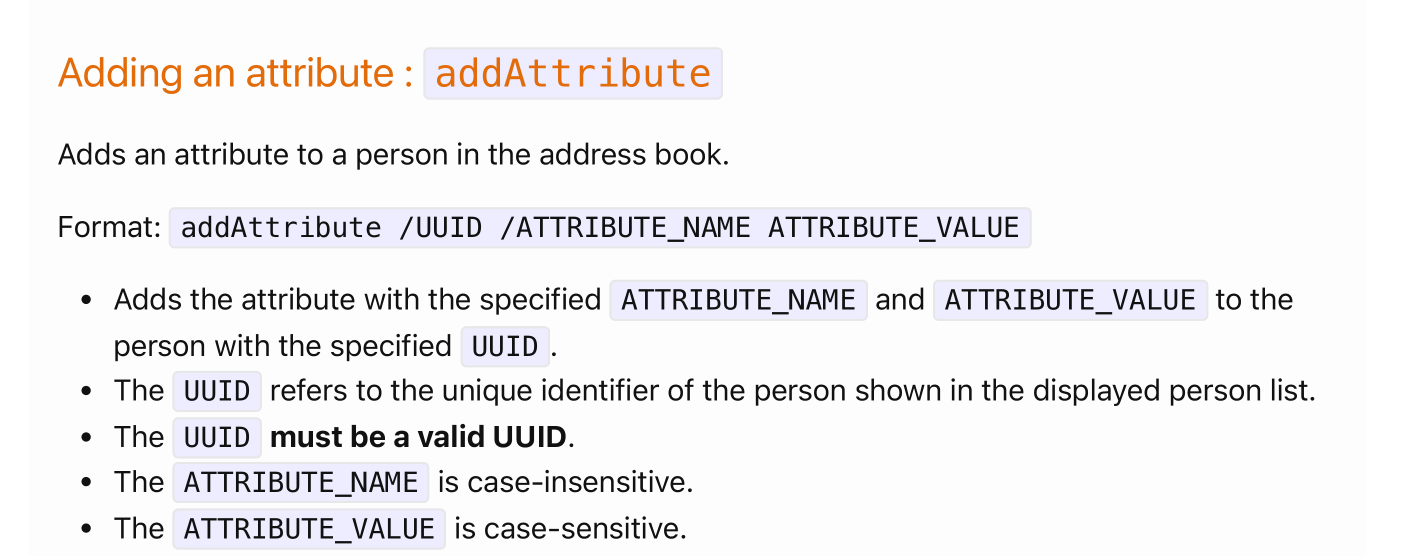 Adding an attribute : addAttribute
Adds an attribute to a person in the address book.
Format: addAttribute /UUID /ATTRIBUTE_NAME ATTRIBUTE_VALUE
• Adds the attribute with the specified ATTRIBUTE_NAME and ATTRIBUTE_VALUE to the
person with the specified UUID .
• The UUID refers to the unique identifier of the person shown in the displayed person list.
• The UUID must be a valid UUID.
• The ATTRIBUTE_NAME is case-insensitive.
• The ATTRIBUTE_VALUE is case-sensitive.